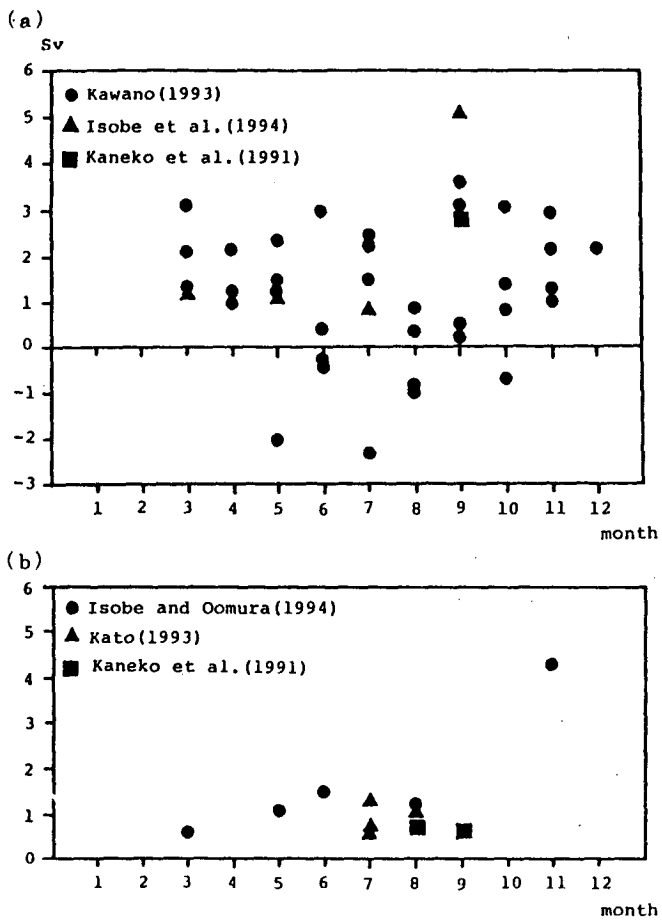 (a)
Sv
6
5
4
3
2
1
0
-1
-2
-3
● Kawano(1993)
▲ Isobe et al.(1994)
■ Kaneko et al.(1991)
1 2 3 4 5 6 7 8 9 10 11 12
month
(b)
6
5
4
3
2
1
0
● Isobe and Oomura(1994)
▲ Kato(1993)
■ Kaneko et al.(1991)
1 2 3 4 5 6 7 8 9 10 11 12
month